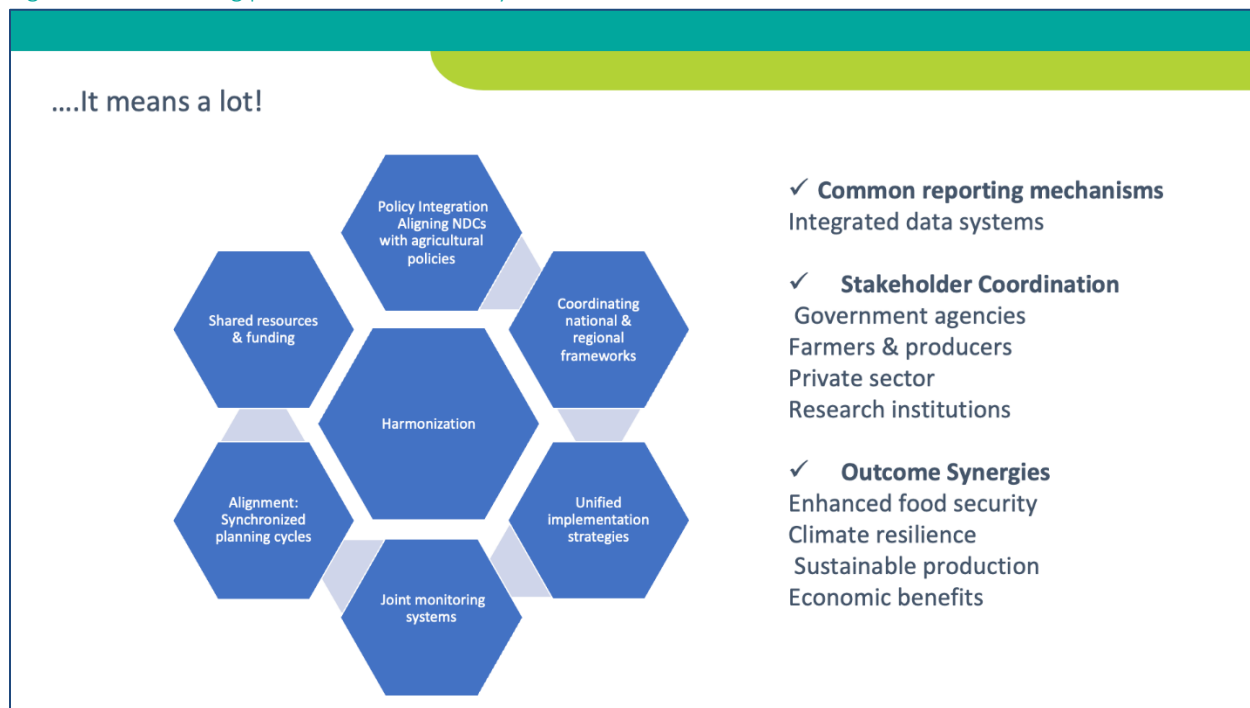 ....It means a lot!
Policy Integration
Aligning NDCs
with agricultural
policies
Shared resources
& funding
Coordinating
national &
regional
frameworks
Harmonization
Alignment:
Synchronized
planning cycles
Unified
implementation
strategies
Joint monitoring
systems
✓ Common reporting mechanisms
Integrated data systems
✓ Stakeholder Coordination
Government agencies
Farmers & producers
Private sector
Research institutions
✓ Outcome Synergies
Enhanced food security
Climate resilience
Sustainable production
Economic benefits